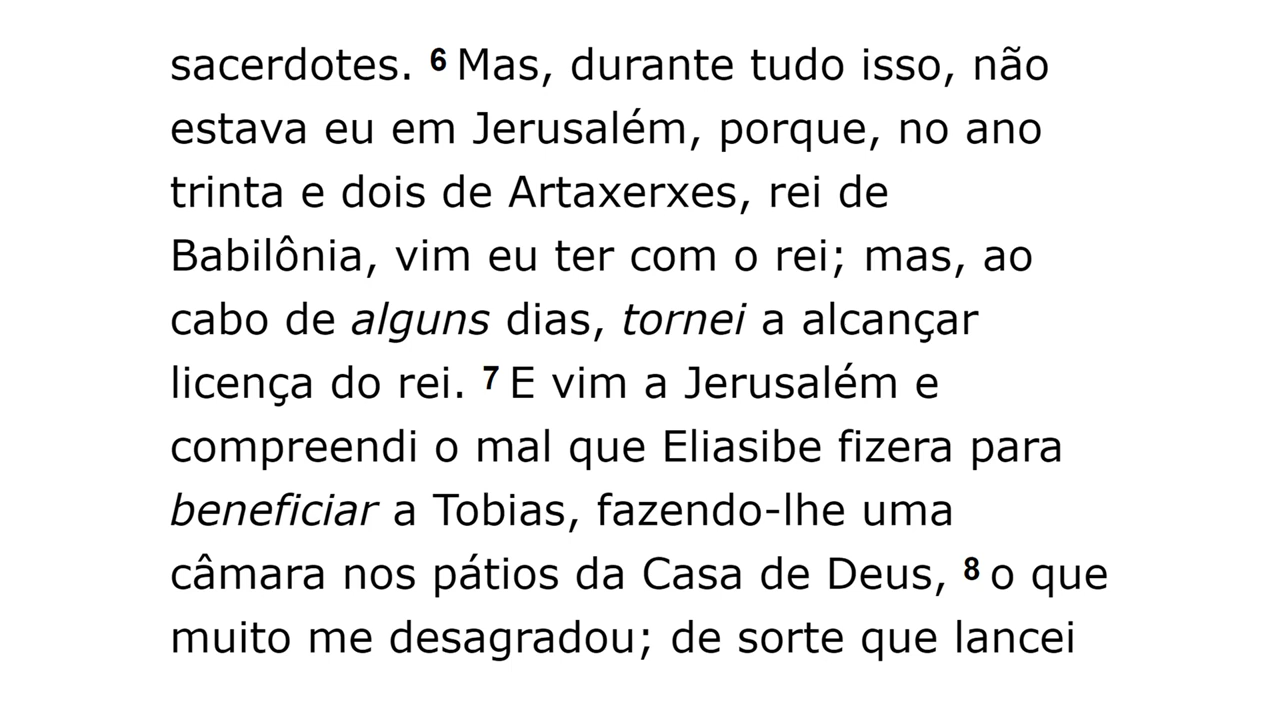 sacerdotes. 6 Mas, durante tudo isso, não
estava eu em Jerusalém, porque, no ano
trinta e dois de Artaxerxes, rei de
Babilônia, vim eu ter com o rei; mas, ao
cabo de alguns dias, tornei a alcançar
licença do rei. 7 E vim a Jerusalém e
compreendi o mal que Eliasibe fizera para
beneficiar a Tobias, fazendo-lhe uma
câmara nos pátios da Casa de Deus, 8 o que
muito me desagradou; de sorte que lancei